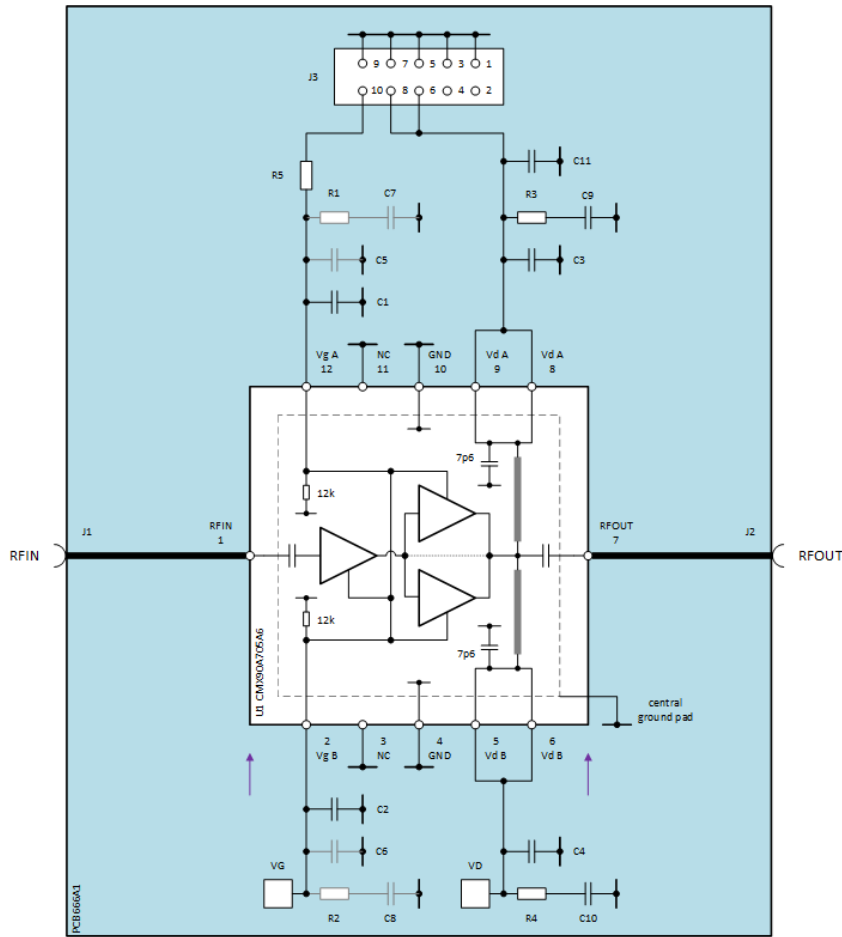 J3
9 7 5 3 1
10 8 6 4 2
R5
R1 C7
C5
C1
C11
R3 C9
C3
Vg A
12
NC
11
GND
10
Vd A
9
Vd A
8
7p6
12k
J1
RFIN
1
RFIN
RFOUT
7
J2
RFOUT
12k
7p6
U1 CMX90A705A6
central
ground pad
2
Vg B
3
NC
4
GND
5
Vd B
6
Vd B
C2
C6
VG
R2 C8
C4
VD
R4 C10
PCB666A1